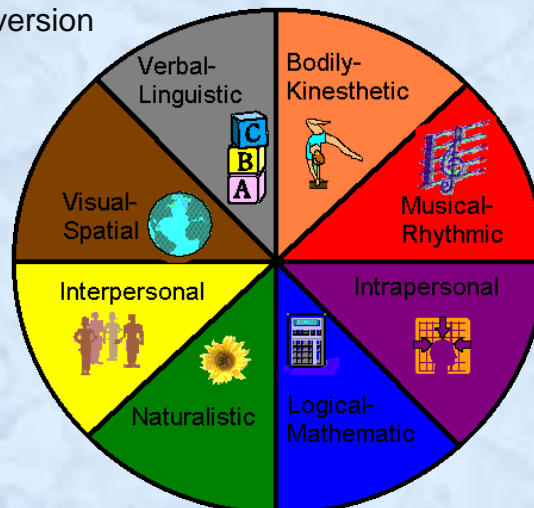 version
Verbal-
Linguistic
Bodily-
Kinesthetic
C
B
A
Visual-
Spatial
Musical-
Rhythmic
Interpersonal
Intrapersonal
Naturalistic
Logical-
Mathematic